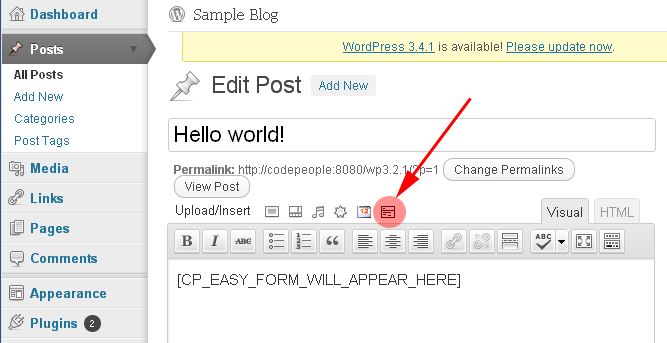 Dashboard
Sample Blog
WordPress 3.4.1 is available! Please update now.
Posts
All Posts
Add New
Categories
Post Tags
Edit Post Add New
Hello world!
Permalink: http://codepeople:8080/wp3.2.1/?p=1 Change Permalinks
View Post
Media
Links
Pages
Comments
Appearance
Plugins 2
Upload/Insert 12 Visual HTML
B I ABC ABC
[CP_EASY_FORM_WILL_APPEAR_HERE]